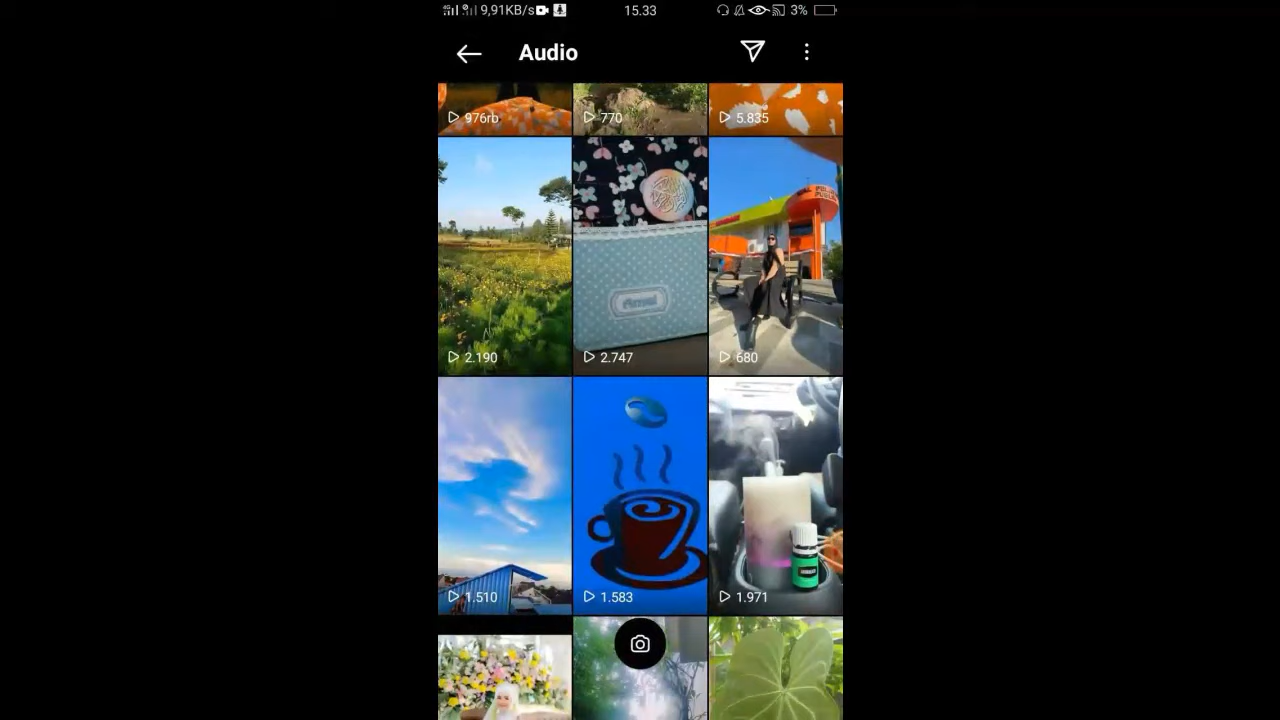 9,91KB/s 15.33 3%
Audio
976rb 770 5.835
2.190 2.747 680
1.510 1.583 1.971